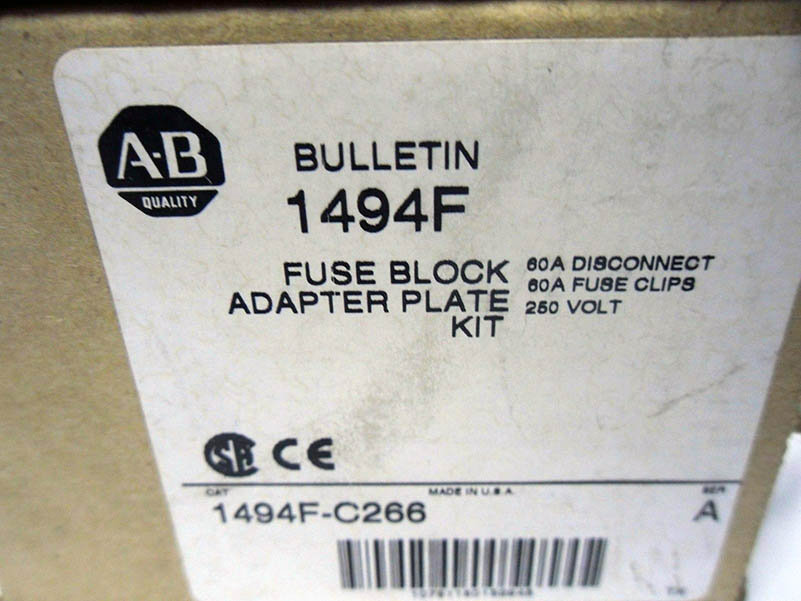 A-B
QUALITY
BULLETIN
1494F
FUSE BLOCK
ADAPTER PLATE
KIT
60A DISCONNECT
60A FUSE CLIPS
250 VOLT
SA CE
CAT MADE IN U.S.A. SER
1494F-C266 A